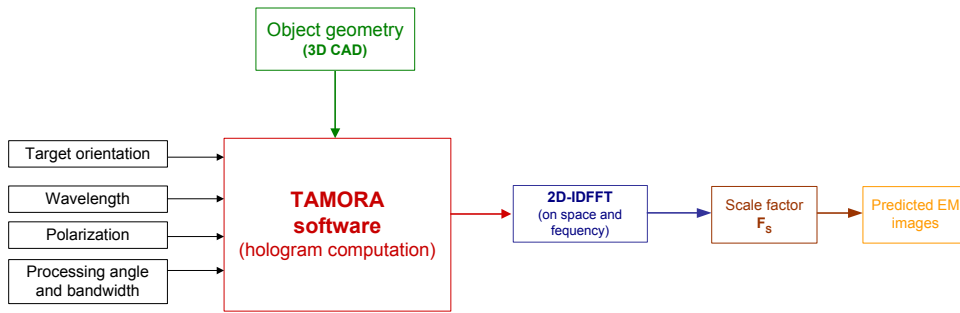 Object geometry
(3D CAD)
Target orientation
Wavelength
Polarization
Processing angle
and bandwidth
TAMORA
software
(hologram computation)
2D-IDFFT
(on space and
fequency)
Scale factor
Fs
Predicted EM
images